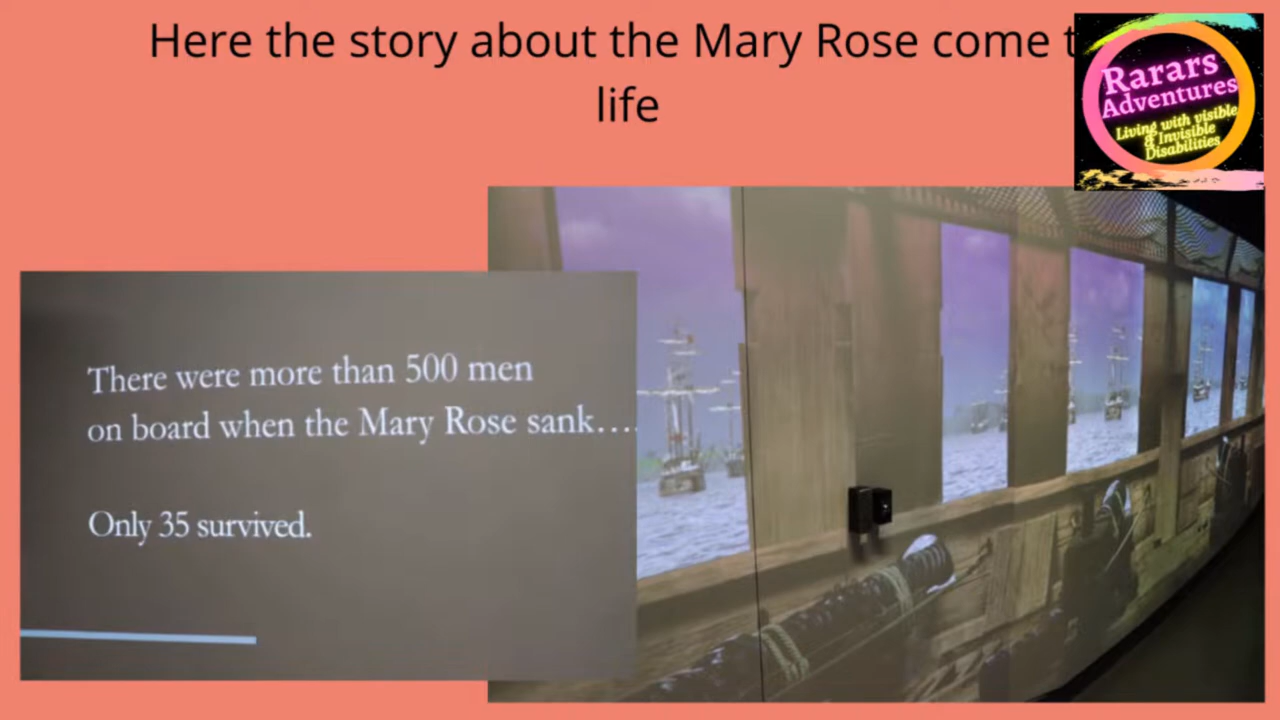 Here the story about the Mary Rose come t
life
Rarars
Adventures
Living with visible
& Invisible
Disabilities
There were more than 500 men
on board when the Mary Rose sank....
Only 35 survived.